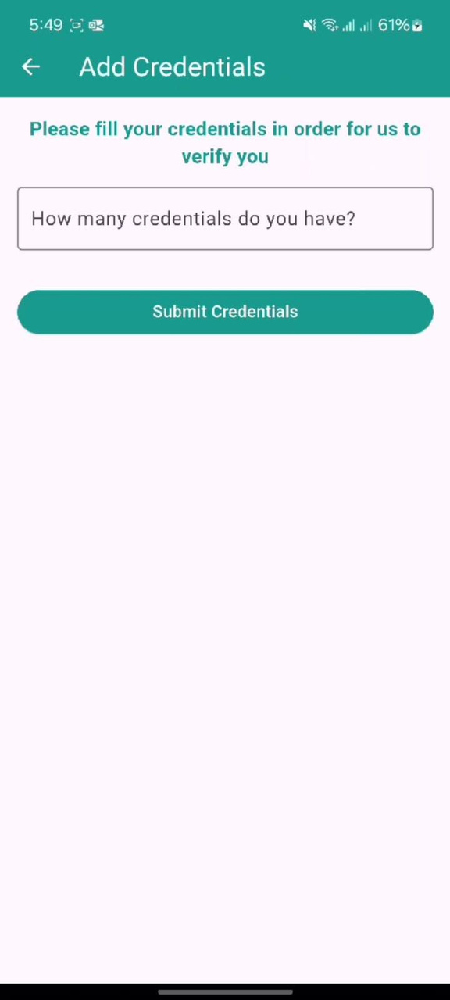 5:49 61%
Add Credentials
Please fill your credentials in order for us to
verify you
How many credentials do you have?
Submit Credentials